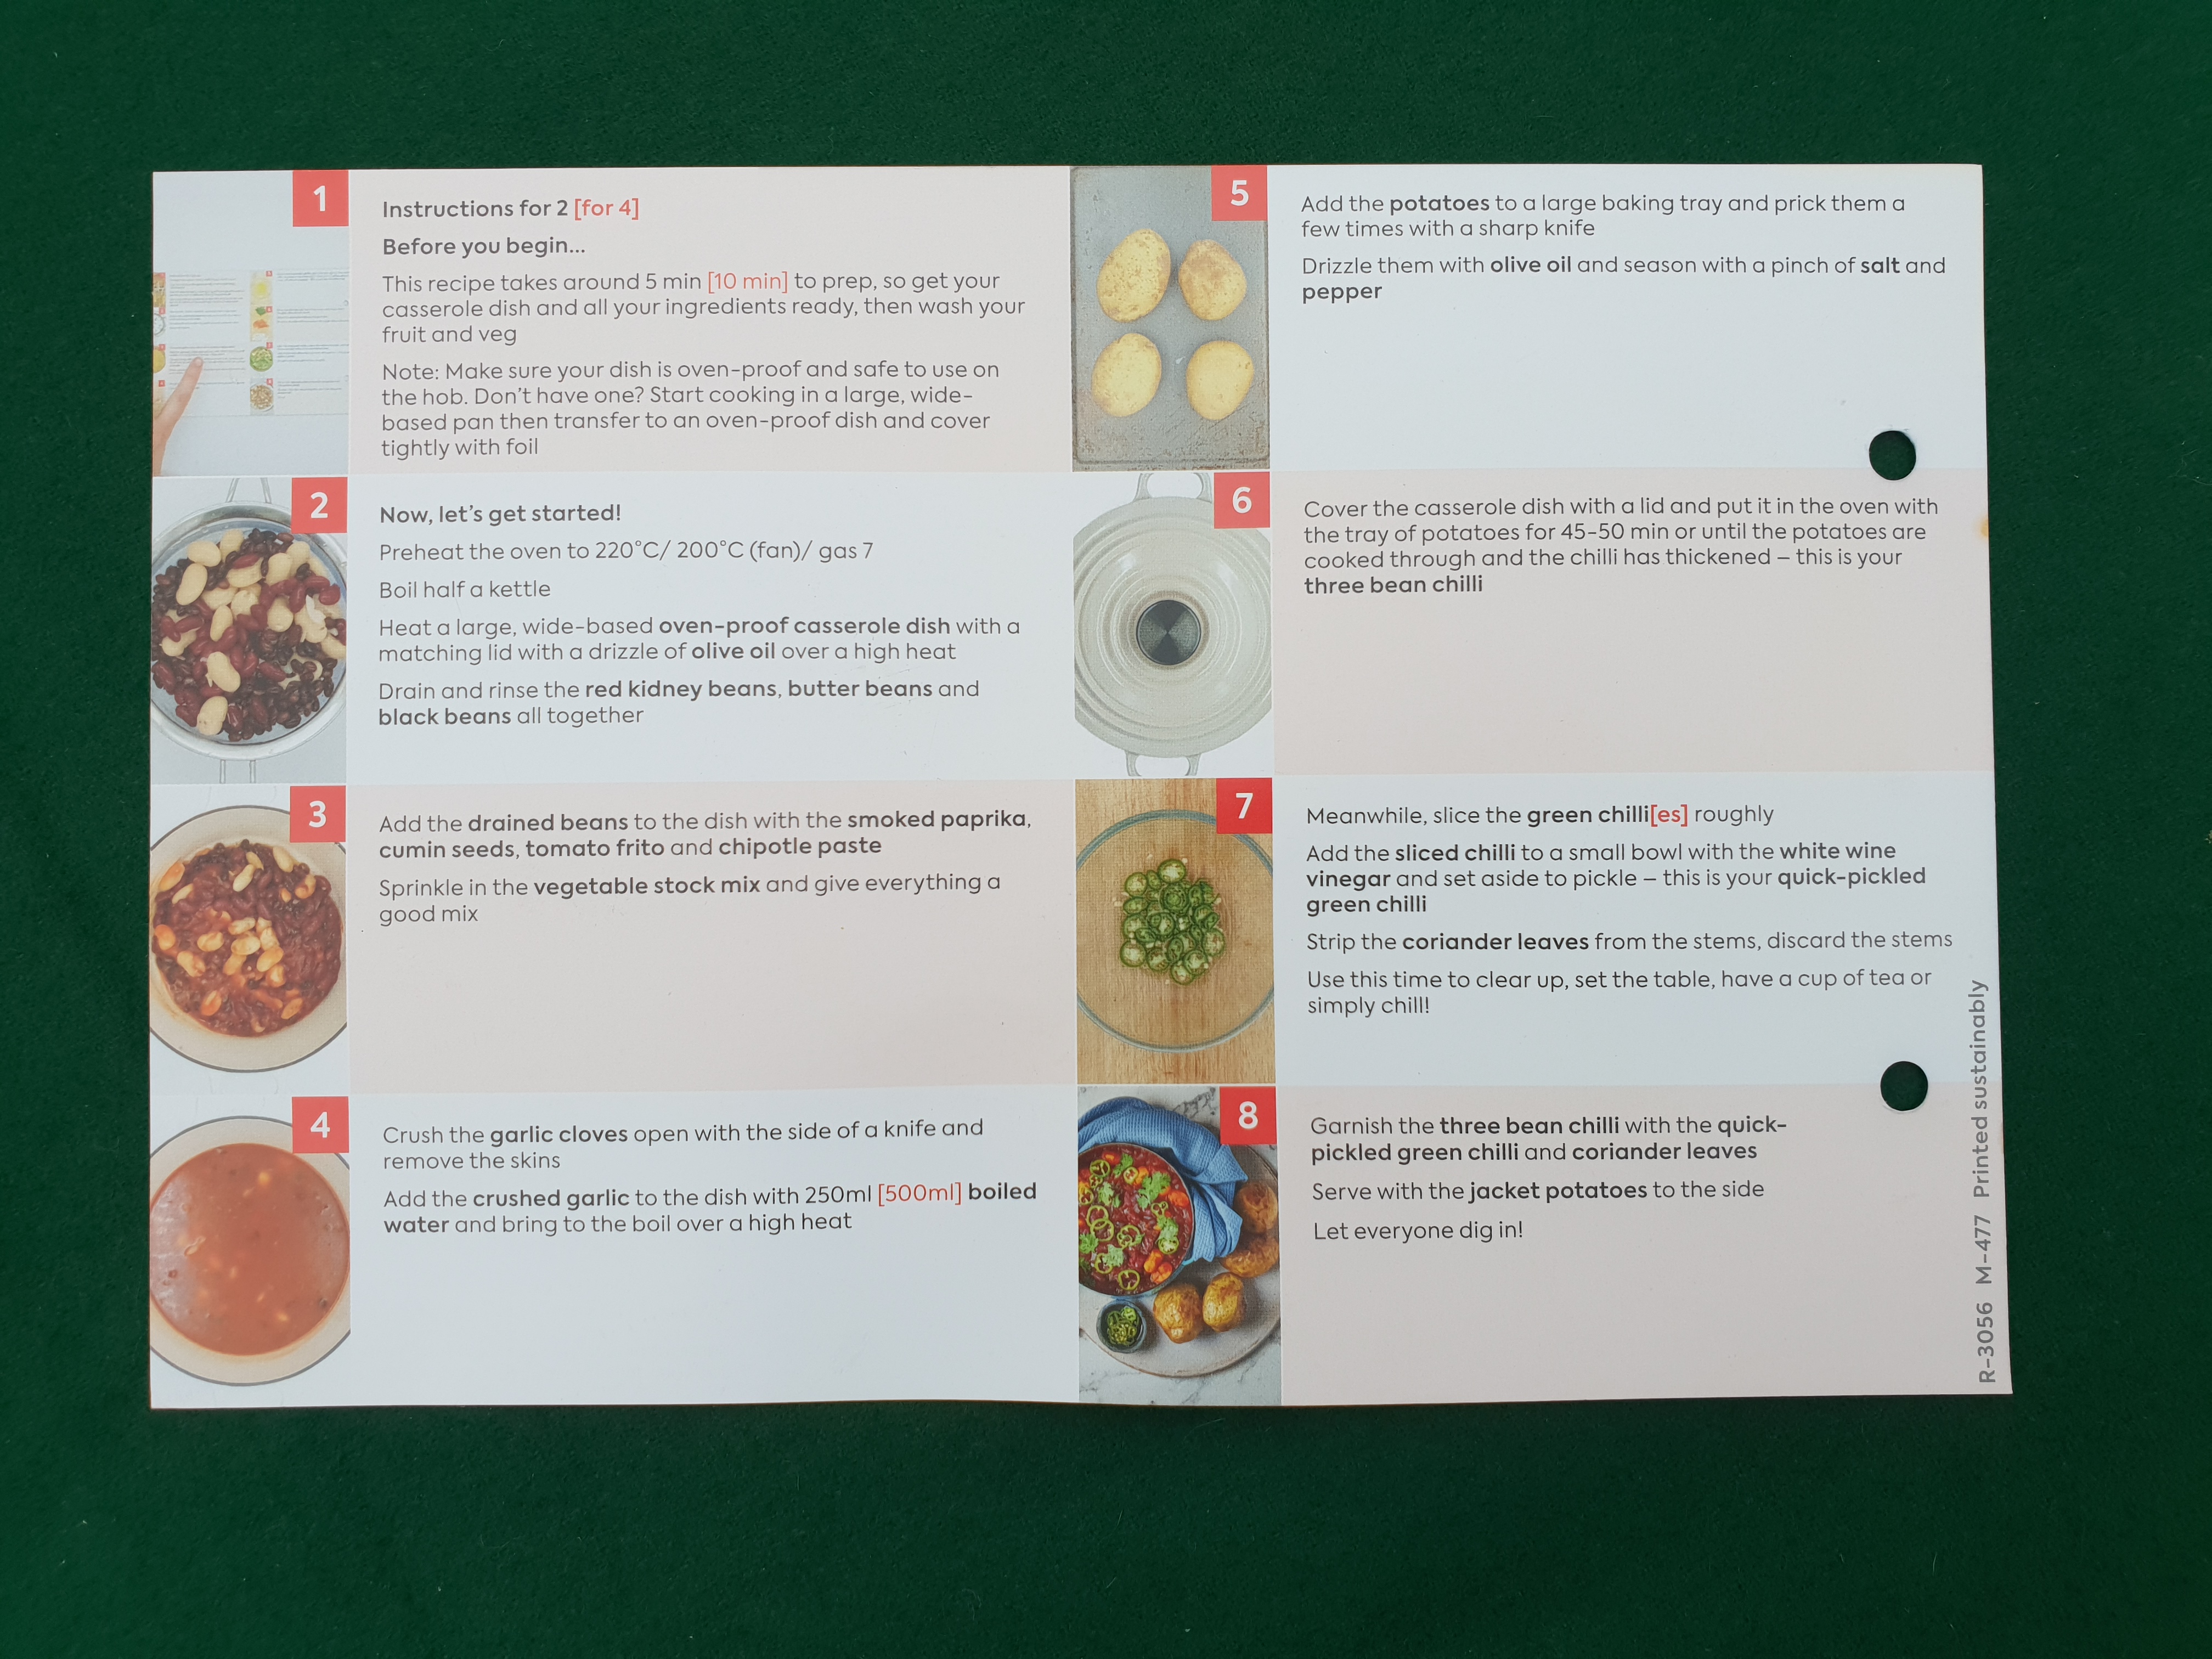 1
Instructions for 2 [for 4]
Before you begin...
This recipe takes around 5 min [10 min] to prep, so get your
casserole dish and all your ingredients ready, then wash your
fruit and veg
Note: Make sure your dish is oven-proof and safe to use on
the hob. Don't have one? Start cooking in a large, wide-
based pan then transfer to an oven-proof dish and cover
tightly with foil
2
Now, let's get started!
Preheat the oven to 220°C/ 200°C (fan)/ gas 7
Boil half a kettle
Heat a large, wide-based oven-proof casserole dish with a
matching lid with a drizzle of olive oil over a high heat
Drain and rinse the red kidney beans, butter beans and
black beans all together
3
Add the drained beans to the dish with the smoked paprika,
cumin seeds, tomato frito and chipotle paste
Sprinkle in the vegetable stock mix and give everything a
good mix
4
Crush the garlic cloves open with the side of a knife and
remove the skins
Add the crushed garlic to the dish with 250ml [500ml] boiled
water and bring to the boil over a high heat
5
Add the potatoes to a large baking tray and prick them a
few times with a sharp knife
Drizzle them with olive oil and season with a pinch of salt and
pepper
6
Cover the casserole dish with a lid and put it in the oven with
the tray of potatoes for 45-50 min or until the potatoes are
cooked through and the chilli has thickened – this is your
three bean chilli
7
Meanwhile, slice the green chilli[es] roughly
Add the sliced chilli to a small bowl with the white wine
vinegar and set aside to pickle – this is your quick-pickled
green chilli
Strip the coriander leaves from the stems, discard the stems
Use this time to clear up, set the table, have a cup of tea or
simply chill!
8
Garnish the three bean chilli with the quick-
pickled green chilli and coriander leaves
Serve with the jacket potatoes to the side
Let everyone dig in!
R-3056 M-477 Printed sustainably